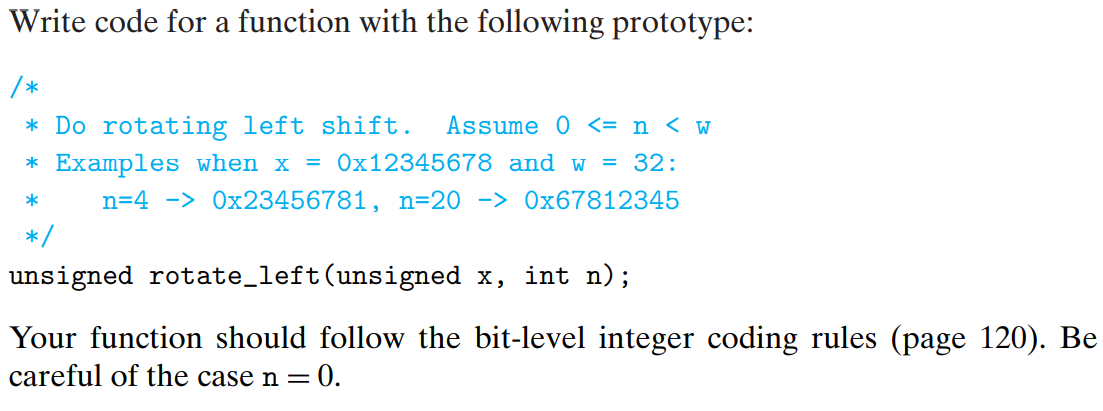 Write code for a function with the following prototype:
/*
 * Do rotating left shift.  Assume 0 <= n < w
 * Examples when x = 0x12345678 and w = 32:
 *    n=4 -> 0x23456781, n=20 -> 0x67812345
 */
unsigned rotate_left(unsigned x, int n);
Your function should follow the bit-level integer coding rules (page 120). Be
careful of the case n = 0.